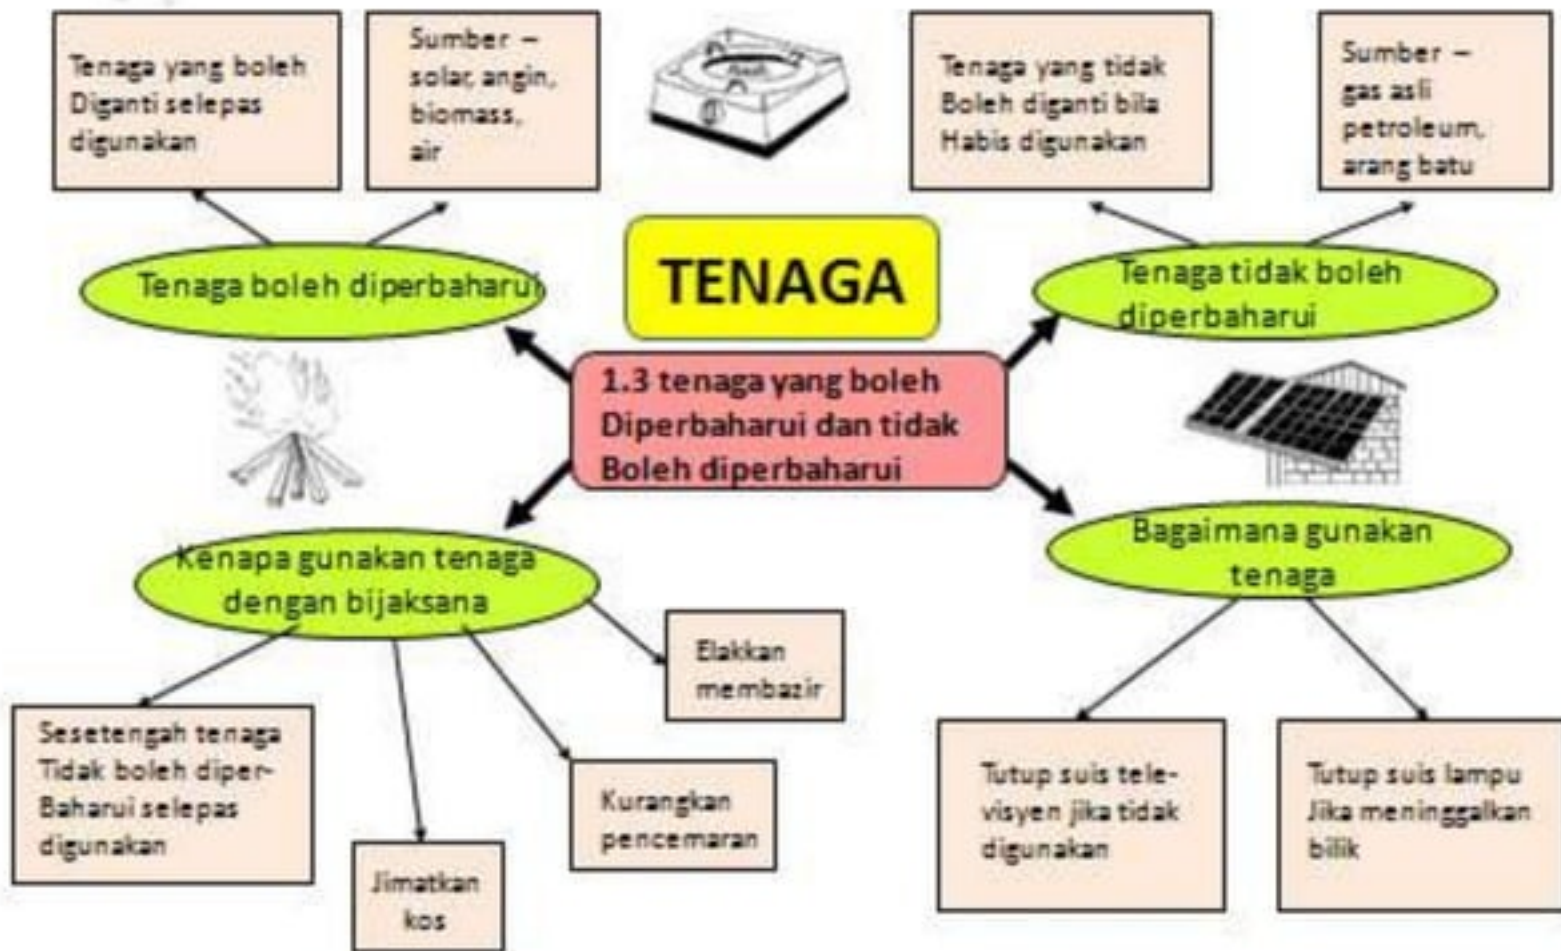 Tenaga yang boleh
Diganti selepas
digunakan
Sumber –
solar, angin,
biomass,
air
Tenaga yang tidak
Boleh diganti bila
Habis digunakan
Sumber –
gas asli
petroleum,
arang batu
Tenaga boleh diperbaharui
TENAGA
Tenaga tidak boleh
diperbaharui
1.3 tenaga yang boleh
Diperbaharui dan tidak
Boleh diperbaharui
Kenapa gunakan tenaga
dengan bijaksana
Bagaimana gunakan
tenaga
Elakkan
membazir
Sesetengah tenaga
Tidak boleh diper-
Baharui selepas
digunakan
Jimatkan
kos
Kurangkan
pencemaran
Tutup suis tele-
visyen jika tidak
digunakan
Tutup suis lampu
Jika meninggalkan
bilik